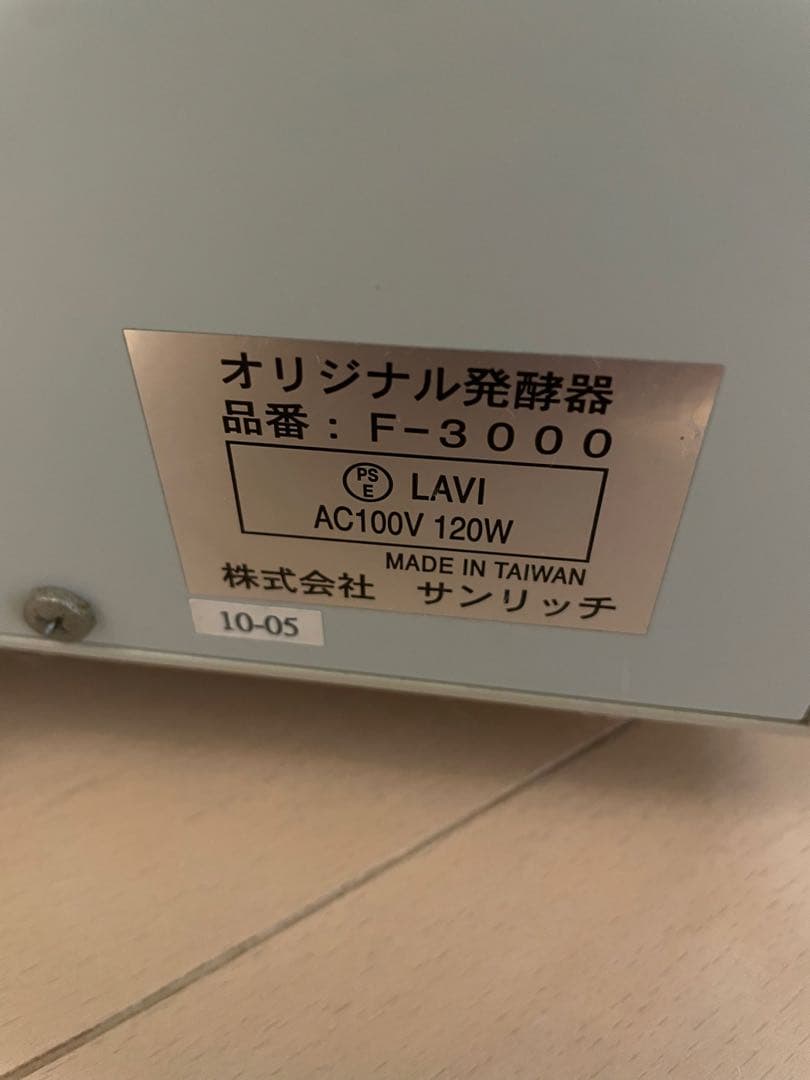 オリジナル発酵器
品番：F－３０００
PS
E
LAVI
AC100V 120W
MADE IN TAIWAN
株式会社　サンリッチ
10-05